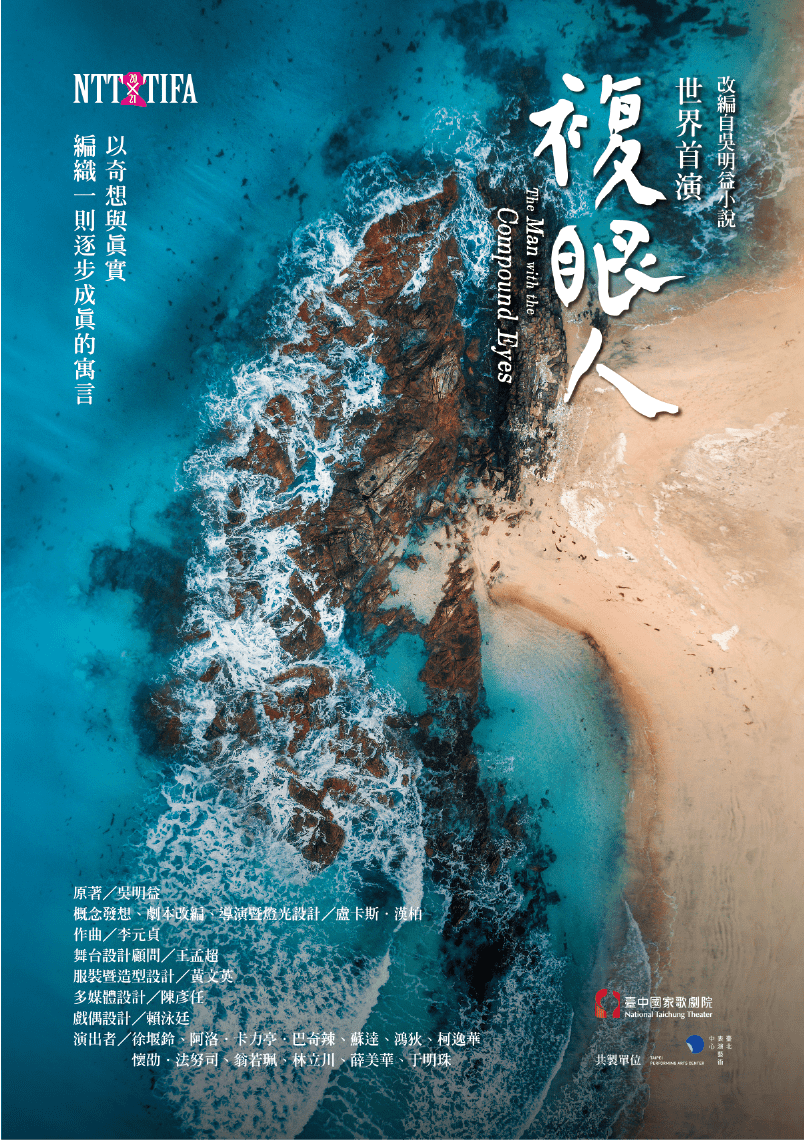 NTT 20×21 TIFA
改編自吳明益小說
世界首演
複眼人
The Man with the
Compound Eyes
以奇想與眞實
編織一則逐步成眞的寓言
原著／吳明益
概念發想、劇本改編、導演暨燈光設計／盧卡斯・漢柏
作曲／李元貞
舞台設計顧問／王孟超
服裝暨造型設計／黃文英
多媒體設計／陳彥任
戲偶設計／賴泳廷
演出者／徐堰鈴、阿洛・卡力亭・巴奇辣、蘇達、鴻狄、柯逸華
懷劭・法努司、翁若珮、林立川、薛美華、于明珠
臺中國家歌劇院
National Taichung Theater
共製單位
TAIPEI
PERFORMING ARTS CENTER
臺北
表演藝術
中心